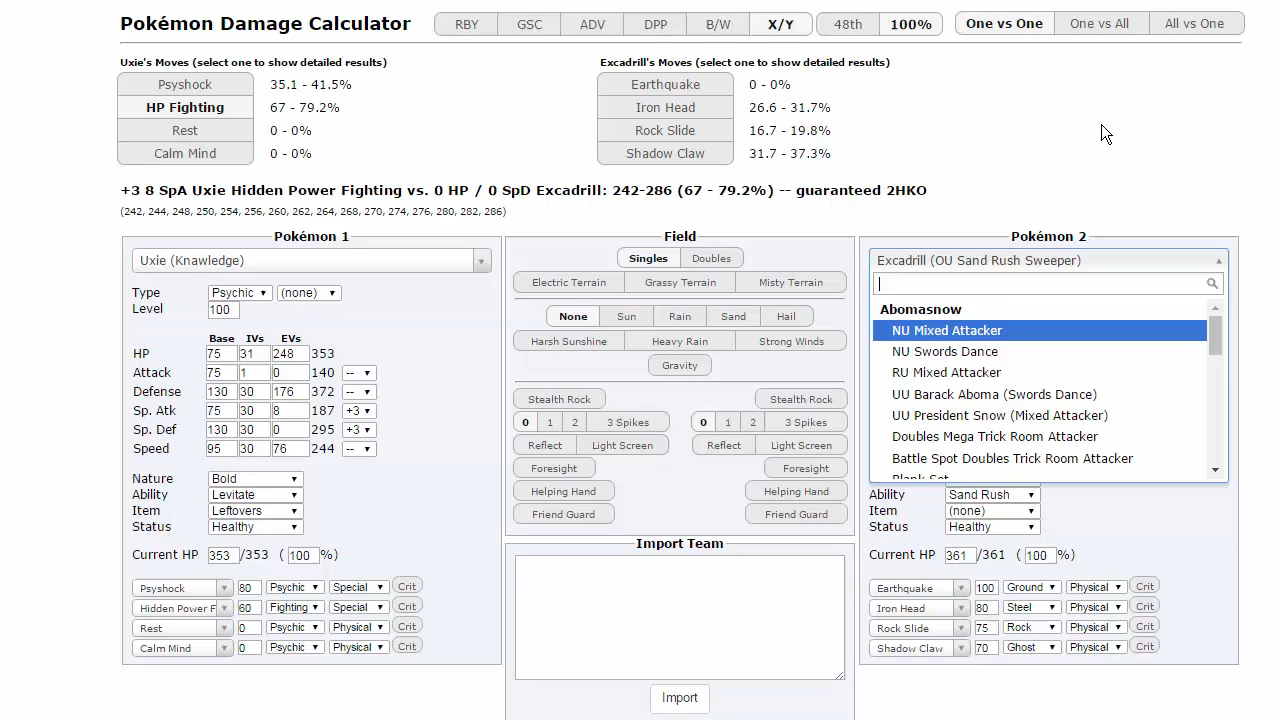 Pokémon Damage Calculator RBY GSC ADV DPP B/W X/Y 48th 100% One vs One One vs All All vs One
Uxie's Moves (select one to show detailed results) Excadrill's Moves (select one to show detailed results)
Psyshock 35.1 - 41.5% Earthquake 0 - 0%
HP Fighting 67 - 79.2% Iron Head 26.6 - 31.7%
Rest 0 - 0% Rock Slide 16.7 - 19.8%
Calm Mind 0 - 0% Shadow Claw 31.7 - 37.3%
+3 8 SpA Uxie Hidden Power Fighting vs. 0 HP / 0 SpD Excadrill: 242-286 (67 - 79.2%) -- guaranteed 2HKO
(242, 244, 248, 250, 254, 256, 260, 262, 264, 268, 270, 274, 276, 280, 282, 286)
Pokémon 1
Uxie (Knawledge)
Type Psychic (none)
Level 100
Base IVs EVs
HP 75 31 248 353
Attack 75 1 0 140 --
Defense 130 30 176 372 --
Sp. Atk 75 30 8 187 +3
Sp. Def 130 30 0 295 +3
Speed 95 30 76 244 --
Nature Bold
Ability Levitate
Item Leftovers
Status Healthy
Current HP 353 /353 ( 100 %)
Psyshock 80 Psychic Special Crit
Hidden Power F 60 Fighting Special Crit
Rest 0 Psychic Physical Crit
Calm Mind 0 Psychic Physical Crit
Field
Singles Doubles
Electric Terrain Grassy Terrain Misty Terrain
None Sun Rain Sand Hail
Harsh Sunshine Heavy Rain Strong Winds
Gravity
Stealth Rock Stealth Rock
0 1 2 3 Spikes 0 1 2 3 Spikes
Reflect Light Screen Reflect Light Screen
Foresight Foresight
Helping Hand Helping Hand
Friend Guard Friend Guard
Import Team
Import
Pokémon 2
Excadrill (OU Sand Rush Sweeper)
Abomasnow
NU Mixed Attacker
NU Swords Dance
RU Mixed Attacker
UU Barack Aboma (Swords Dance)
UU President Snow (Mixed Attacker)
Doubles Mega Trick Room Attacker
Battle Spot Doubles Trick Room Attacker
Blank Set
Ability Sand Rush
Item (none)
Status Healthy
Current HP 361 /361 ( 100 %)
Earthquake 100 Ground Physical Crit
Iron Head 80 Steel Physical Crit
Rock Slide 75 Rock Physical Crit
Shadow Claw 70 Ghost Physical Crit